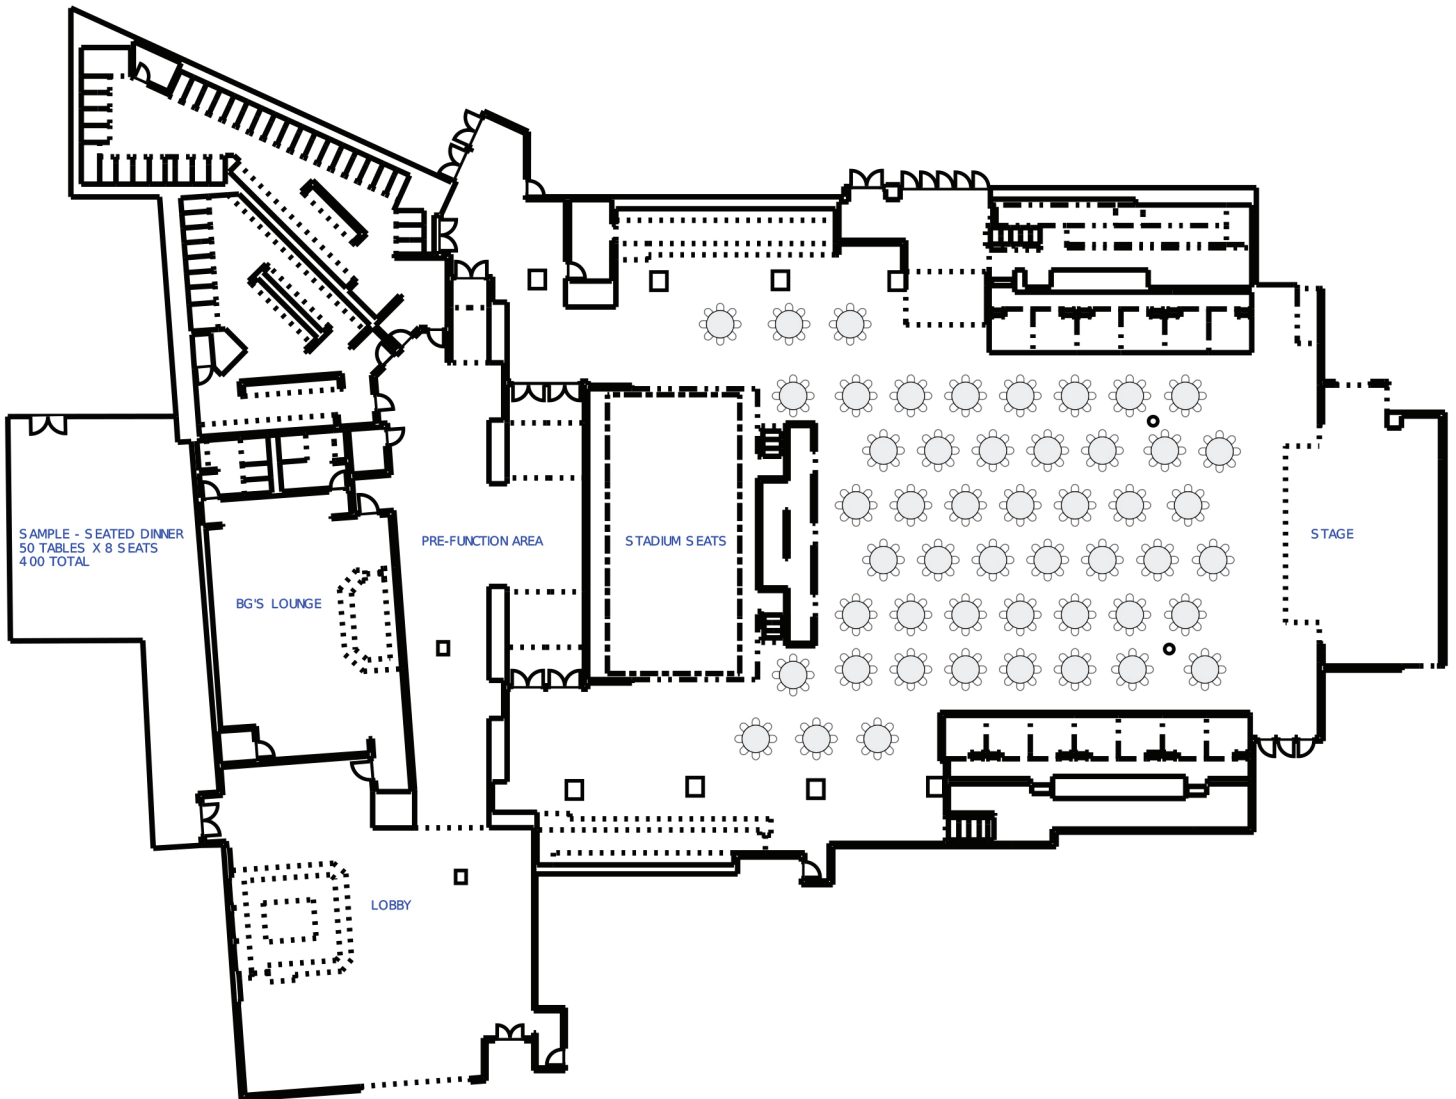 SAMPLE - SEATED DINNER
50 TABLES X 8 SEATS
400 TOTAL
PRE-FUNCTION AREA
STADIUM SEATS
STAGE
BG'S LOUNGE
LOBBY